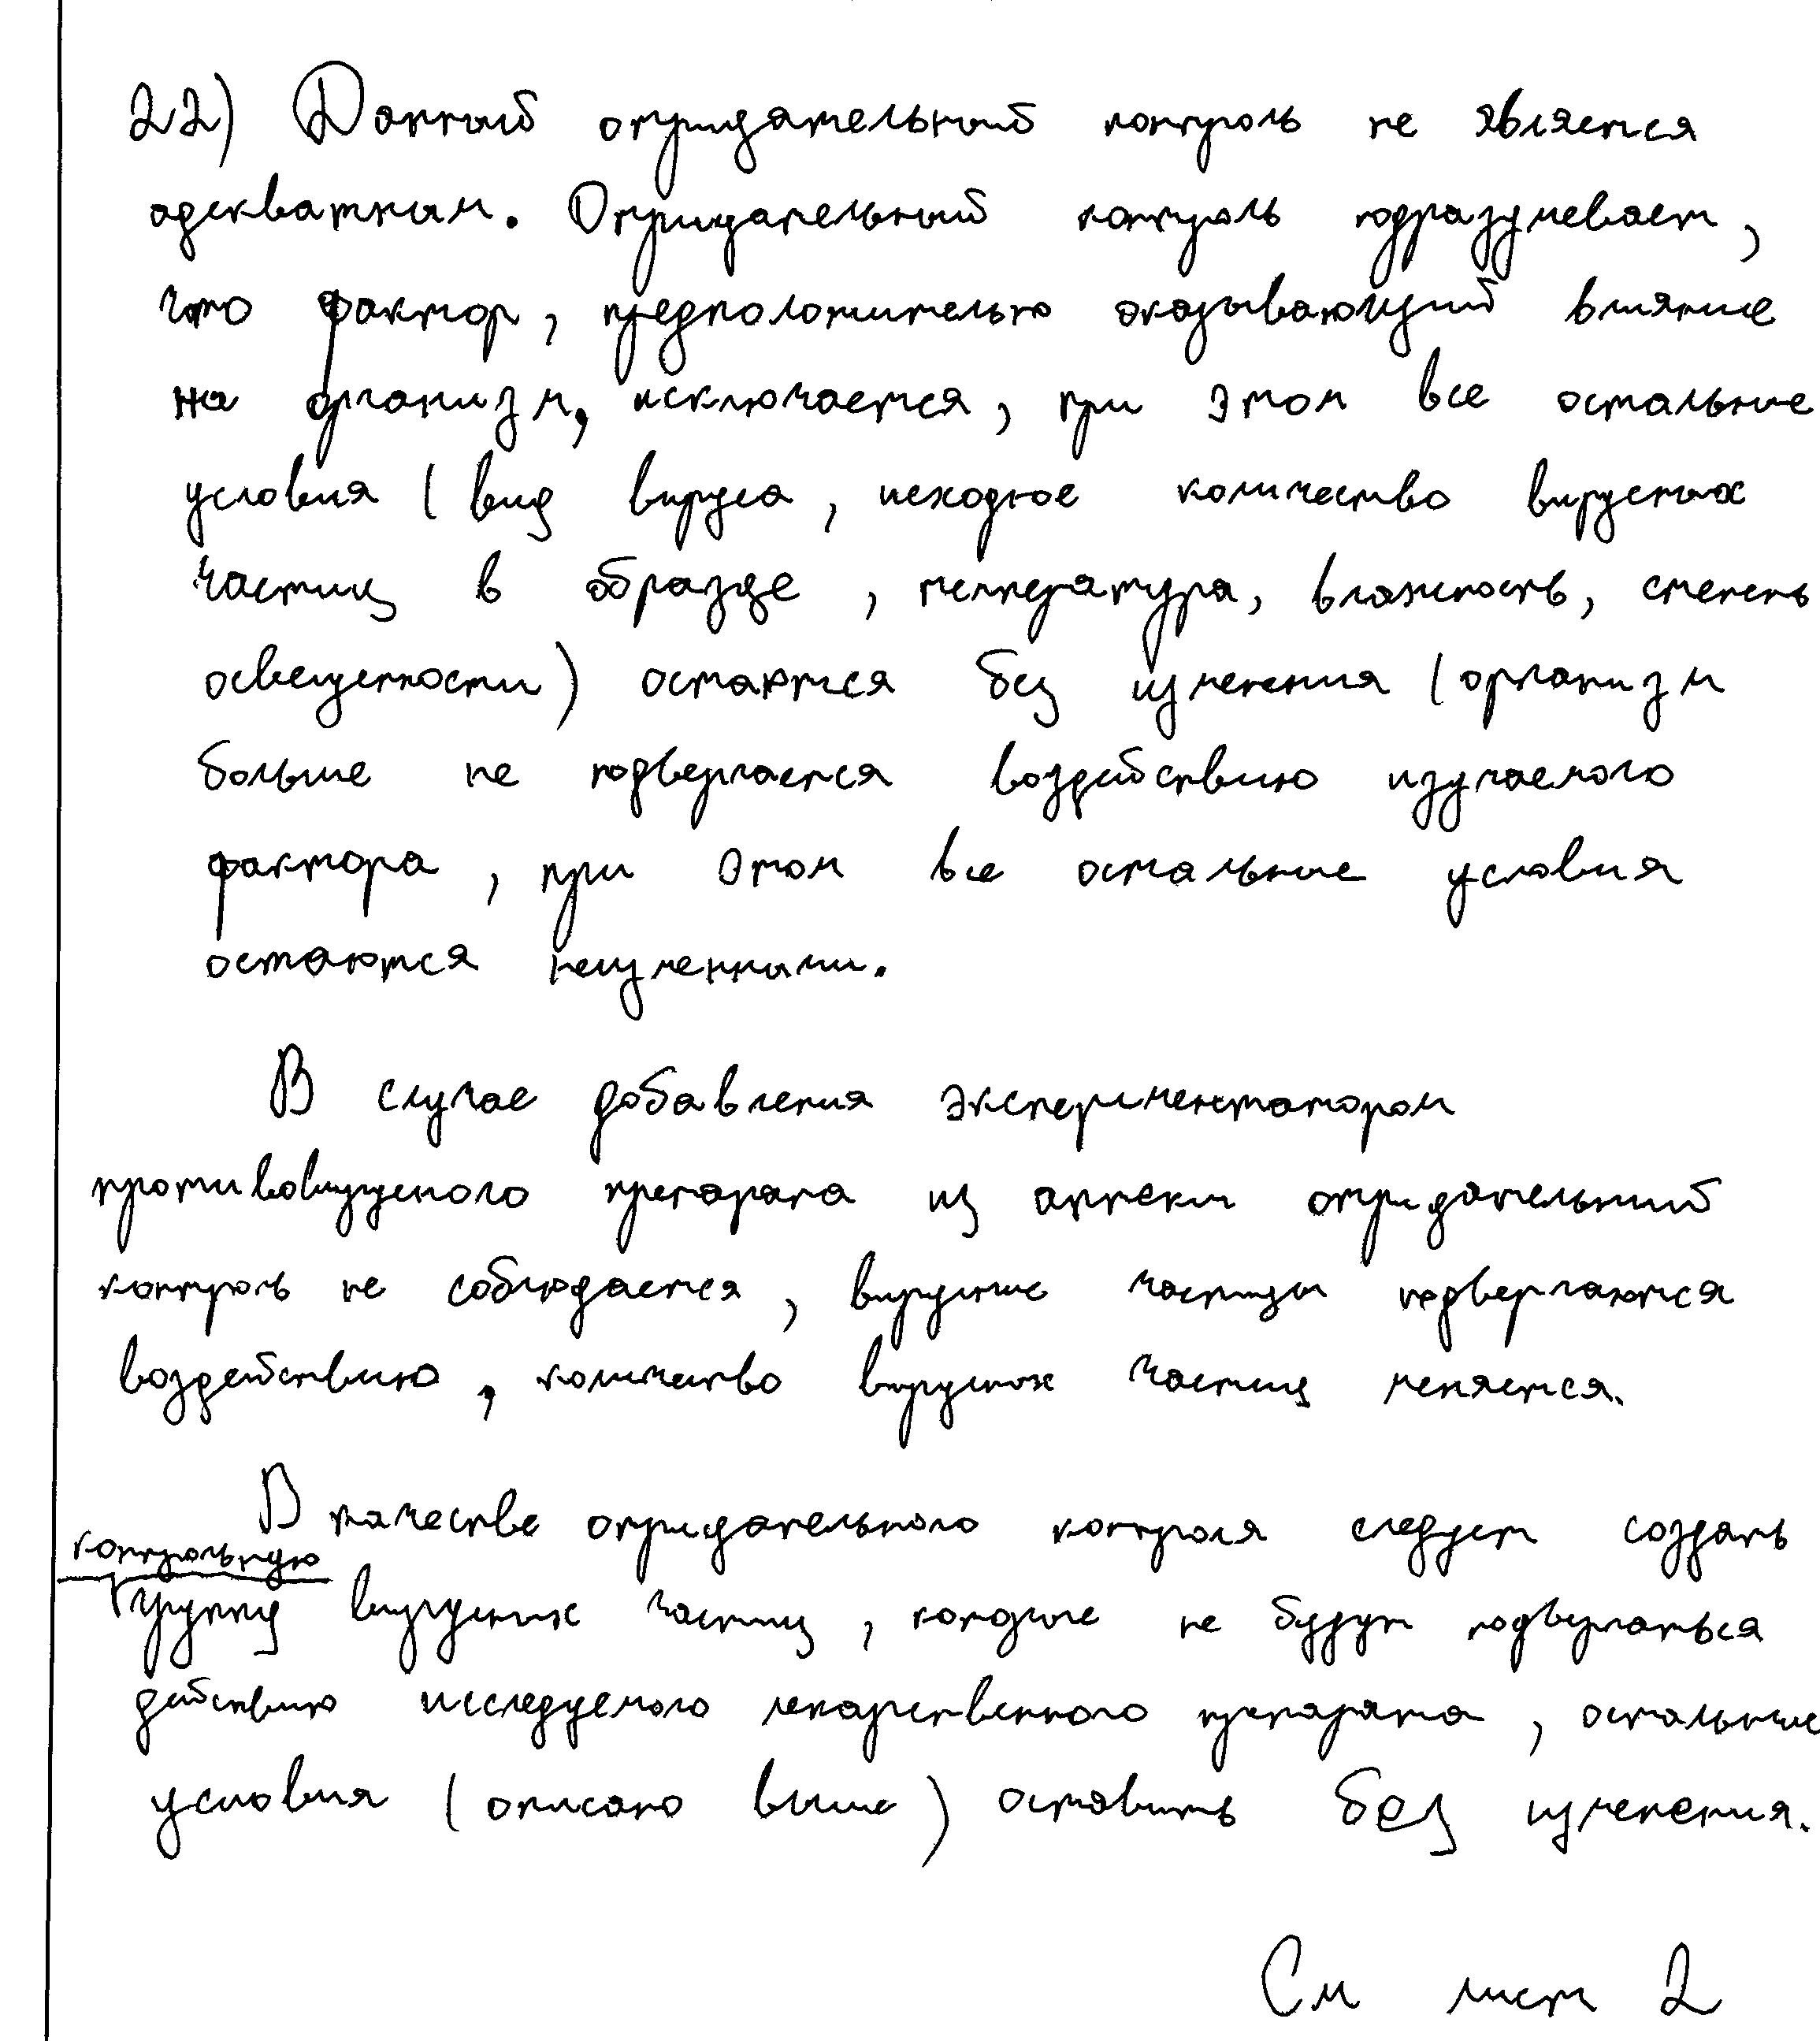 22) Данный отрицательный контроль не является
адекватным. Отрицательный контроль подразумевает,
что фактор, предположительно оказывающий влияние
на организм, исключается, при этом все остальные
условия (вид вируса, исходное количество вирусных
частиц в образце, температура, влажность, степень
освещенности) остаются без изменения (организм
больше не подвергается воздействию изучаемого
фактора, при этом все остальные условия
остаются неизменными.
В случае добавления экспериментатором
противовирусного препарата из аптеки отрицательный
контроль не соблюдается, вирусные частицы подвергаются
воздействию, количество вирусных частиц меняется.
В качестве отрицательного контроля следует создать
контрольную
группу вирусных частиц, которые не будут подвергаться
действию исследуемого лекарственного препарата, остальные
условия (описано выше) оставить без изменения.
См лист 2